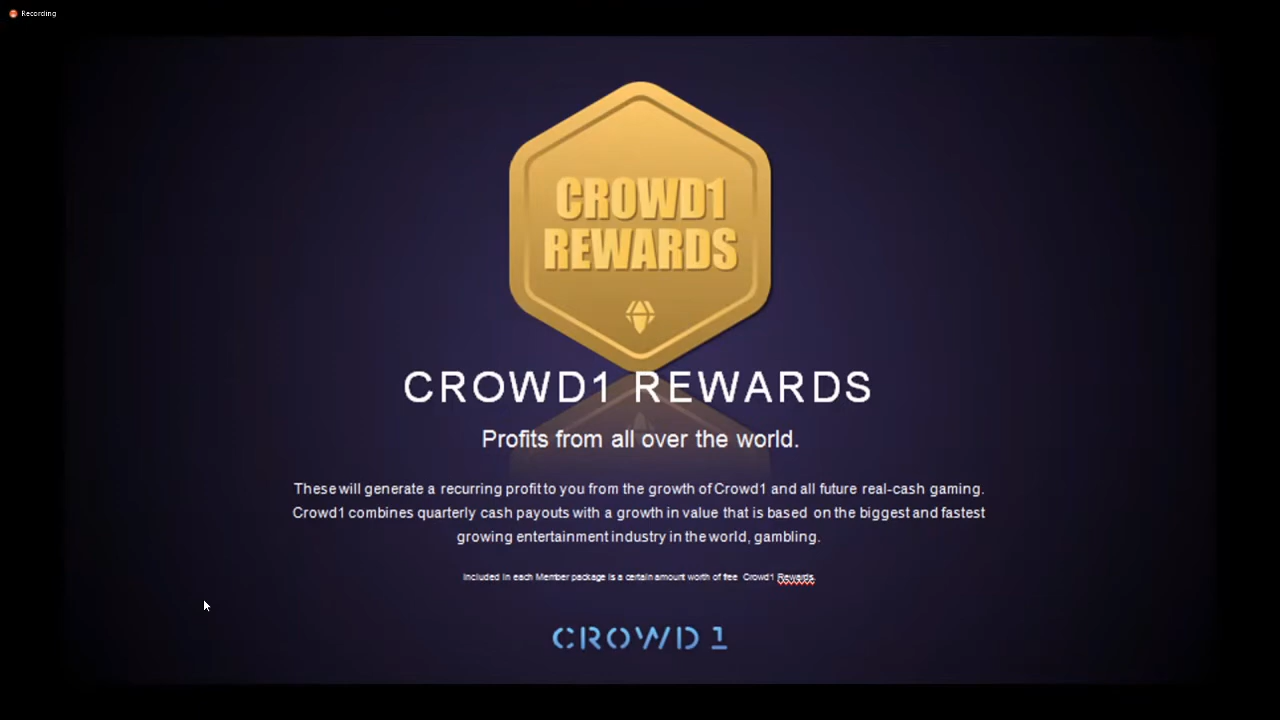 Recording
CROWD1
REWARDS
CROWD1 REWARDS
Profits from all over the world.
These will generate a recurring profit to you from the growth of Crowd1 and all future real-cash gaming.
Crowd1 combines quarterly cash payouts with a growth in value that is based on the biggest and fastest
growing entertainment industry in the world, gambling.
Included in each Member package is a certain amount worth of free Crowd1 Rewards.
CROWD1